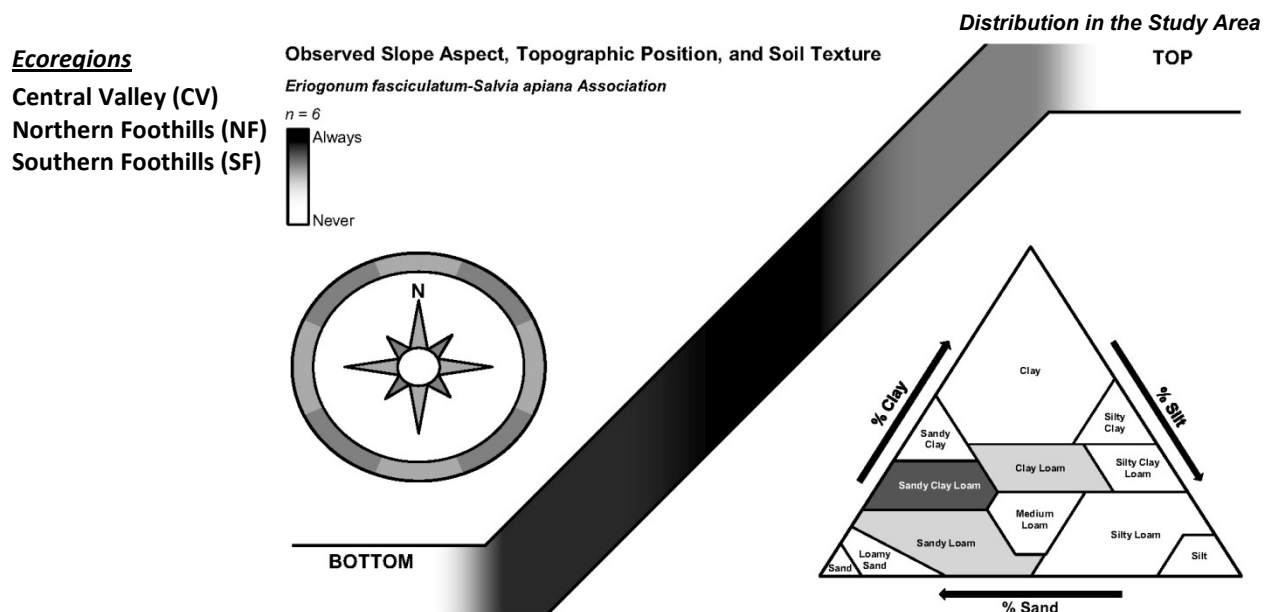 Distribution in the Study Area
Ecoregions
Central Valley (CV)
Northern Foothills (NF)
Southern Foothills (SF)
Observed Slope Aspect, Topographic Position, and Soil Texture
Eriogonum fasciculatum-Salvia apiana Association
n = 6
Always
Never
TOP
N
BOTTOM
% Clay
% Silt
% Sand
Clay
Silty
Clay
Sandy
Clay
Clay Loam
Silty Clay
Loam
Sandy Clay Loam
Medium
Loam
Sandy Loam
Silty Loam
Loamy
Sand
Sand
Silt